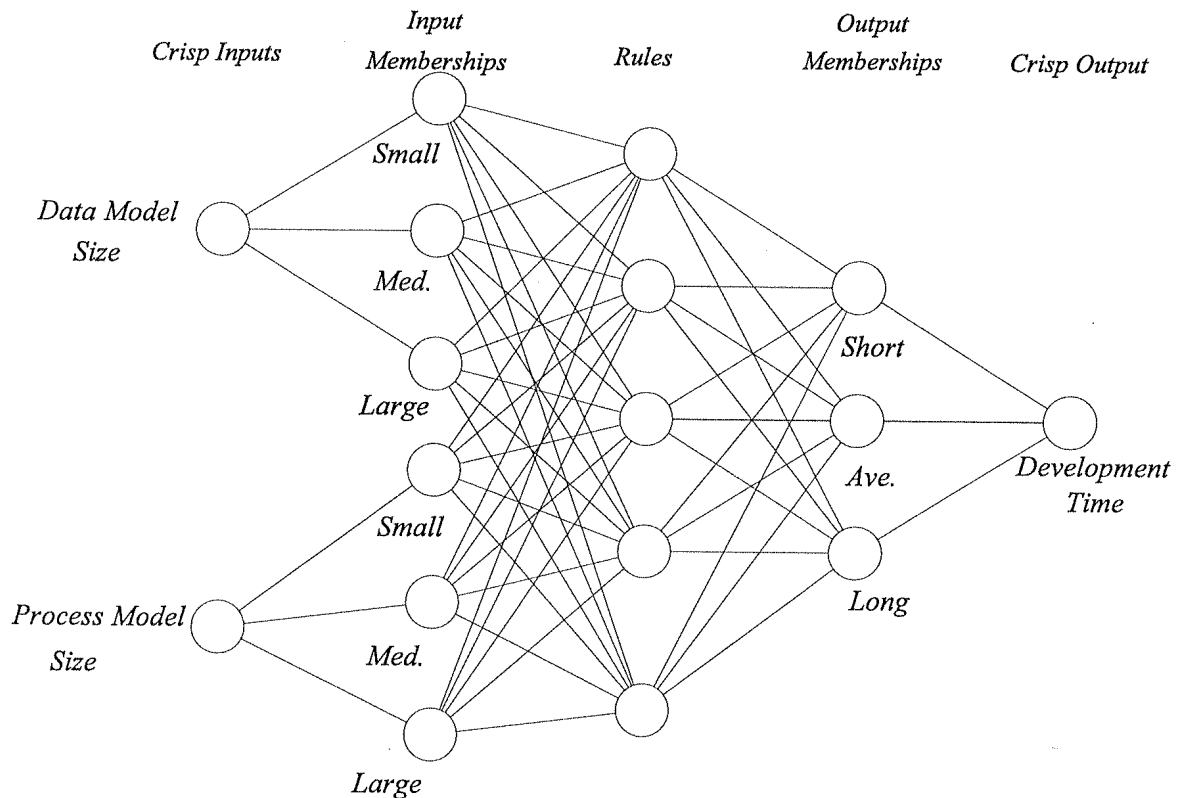 Crisp Inputs
Input
Memberships
Rules
Output
Memberships
Crisp Output
Small
Data Model
Size
Med.
Short
Large
Development
Time
Ave.
Small
Long
Process Model
Size
Med.
Large